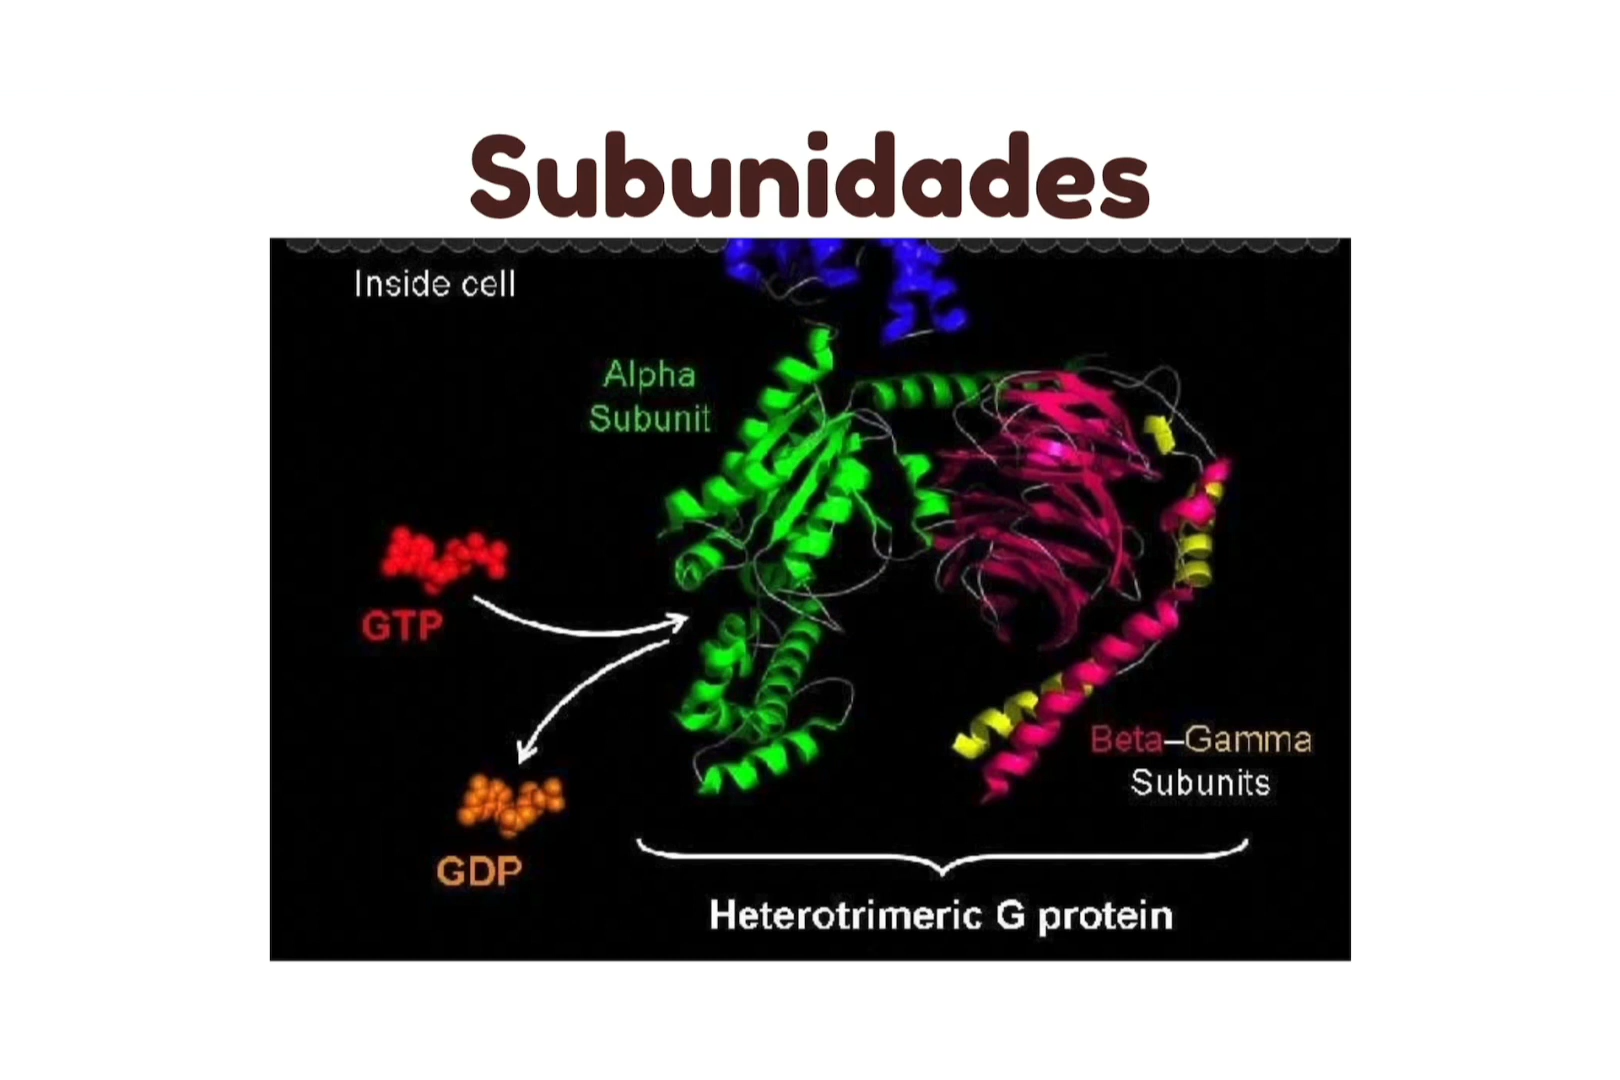 Subunidades
Inside cell
Alpha
Subunit
GTP
Beta–Gamma
Subunits
GDP
Heterotrimeric G protein